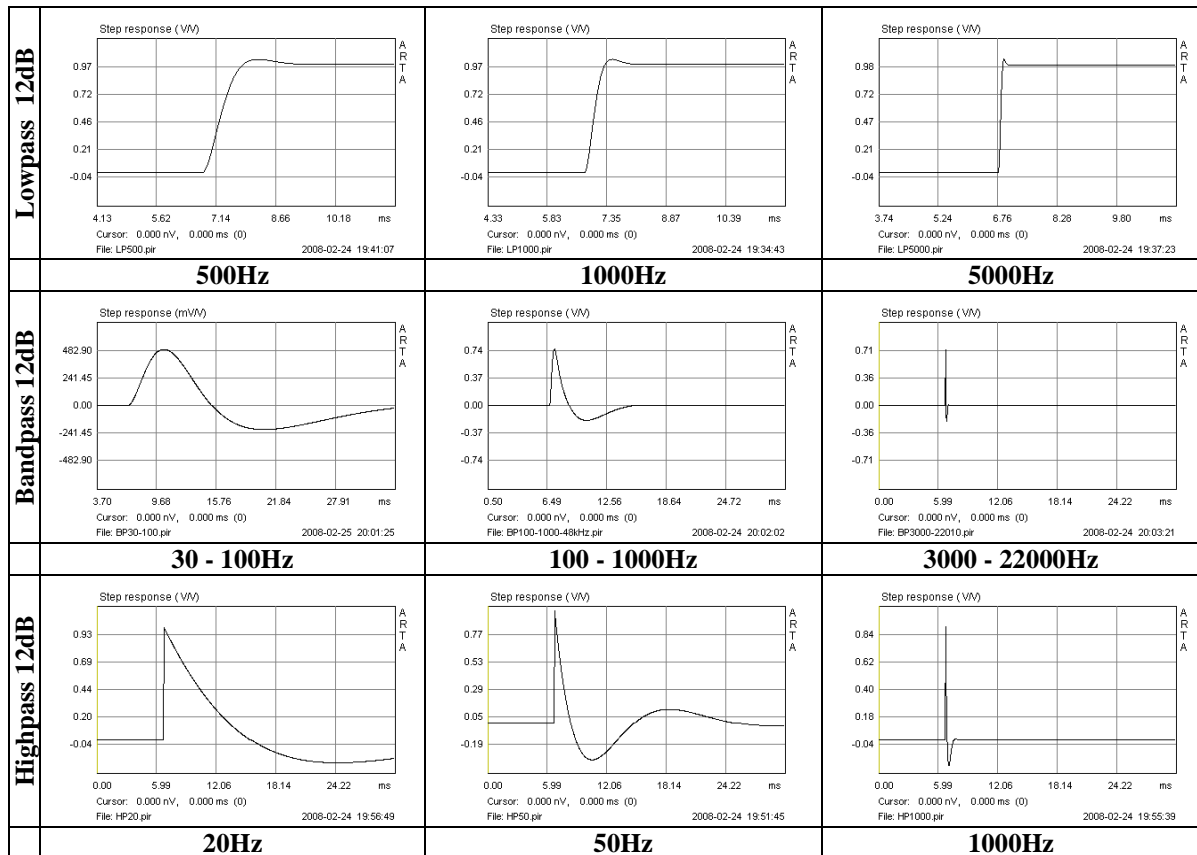 Lowpass 12dB
Step response (V/V)
ARTA
0.97
0.72
0.46
0.21
-0.04
4.13 5.62 7.14 8.66 10.18 ms
Cursor: 0.000 nV, 0.000 ms (0)
File: LP500.pir 2008-02-24 19:41:07
Step response (V/V)
ARTA
0.97
0.72
0.46
0.21
-0.04
4.33 5.83 7.35 8.87 10.39 ms
Cursor: 0.000 nV, 0.000 ms (0)
File: LP1000.pir 2008-02-24 19:34:43
Step response (V/V)
ARTA
0.97
0.72
0.46
0.21
-0.04
3.74 5.24 6.76 8.28 9.80 ms
Cursor: 0.000 nV, 0.000 ms (0)
File: LP5000.pir 2008-02-24 19:37:23
500Hz 1000Hz 5000Hz
Bandpass 12dB
Step response (mV/V)
ARTA
482.90
241.45
0.00
-241.45
-482.90
3.70 9.68 15.76 21.84 27.91 ms
Cursor: 0.000 nV, 0.000 ms (0)
File: BP30-100.pir 2008-02-25 20:01:25
Step response (V/V)
ARTA
0.74
0.37
0.00
-0.37
-0.74
0.50 6.49 12.56 18.64 24.72 ms
Cursor: 0.000 nV, 0.000 ms (0)
File: BP100-1000-48kHz.pir 2008-02-24 20:02:02
Step response (V/V)
ARTA
0.71
0.36
0.00
-0.36
-0.71
0.00 5.99 12.06 18.14 24.22 ms
Cursor: 0.000 nV, 0.000 ms (0)
File: BP3000-22010.pir 2008-02-24 20:03:21
30 - 100Hz 100 - 1000Hz 3000 - 22000Hz
Highpass 12dB
Step response (V/V)
ARTA
0.93
0.69
0.44
0.20
-0.04
0.00 5.99 12.06 18.14 24.22 ms
Cursor: 0.000 nV, 0.000 ms (0)
File: HP20.pir 2008-02-24 19:56:49
Step response (V/V)
ARTA
0.77
0.53
0.29
0.05
-0.19
0.00 5.99 12.06 18.14 24.22 ms
Cursor: 0.000 nV, 0.000 ms (0)
File: HP50.pir 2008-02-24 19:51:45
Step response (V/V)
ARTA
0.84
0.62
0.40
0.18
-0.04
0.00 5.99 12.06 18.14 24.22 ms
Cursor: 0.000 nV, 0.000 ms (0)
File: HP1000.pir 2008-02-24 19:55:39
20Hz 50Hz 1000Hz